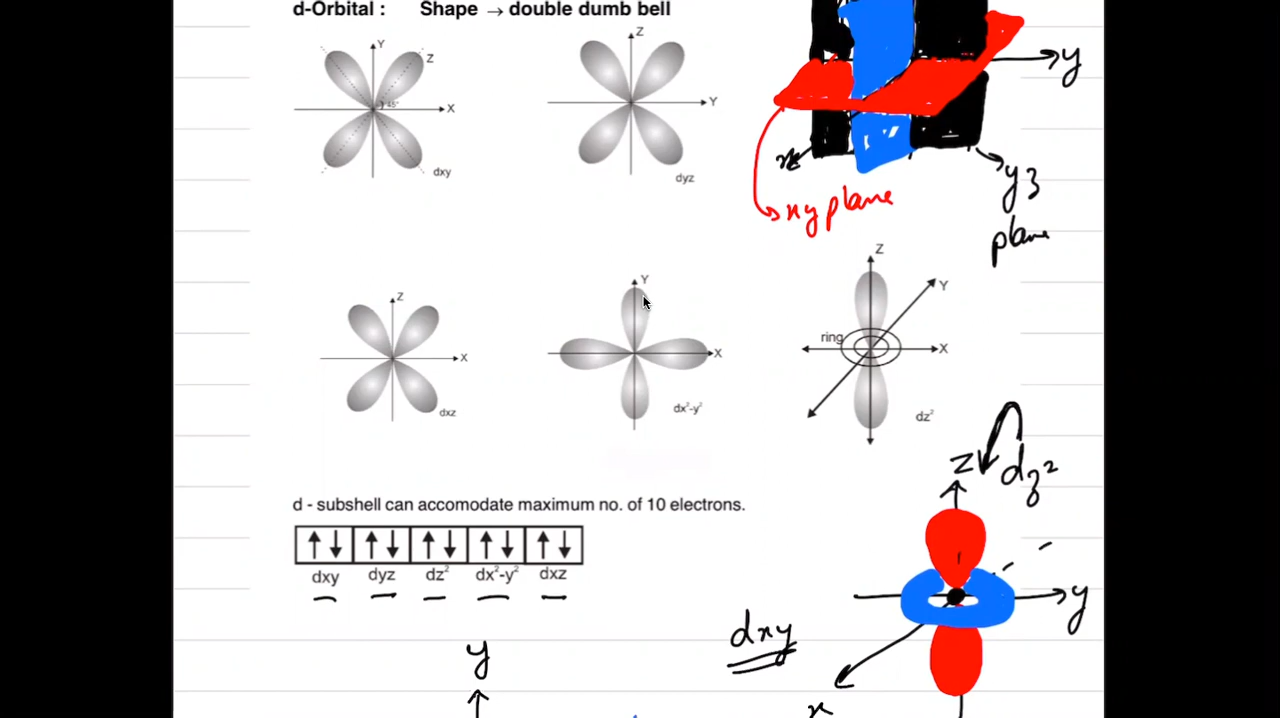 d-Orbital : Shape → double dumb bell
Y
Z
45°
X
dxy
Z
Y
dyz
y
x
yz
plane
xy plane
Z
X
dxz
Y
X
dx²-y²
Z
Y
ring
X
dz²
z
dz²
d - subshell can accomodate maximum no. of 10 electrons.
↑↓ ↑↓ ↑↓ ↑↓ ↑↓
dxy dyz dz² dx²-y² dxz
y
dxy
y
x